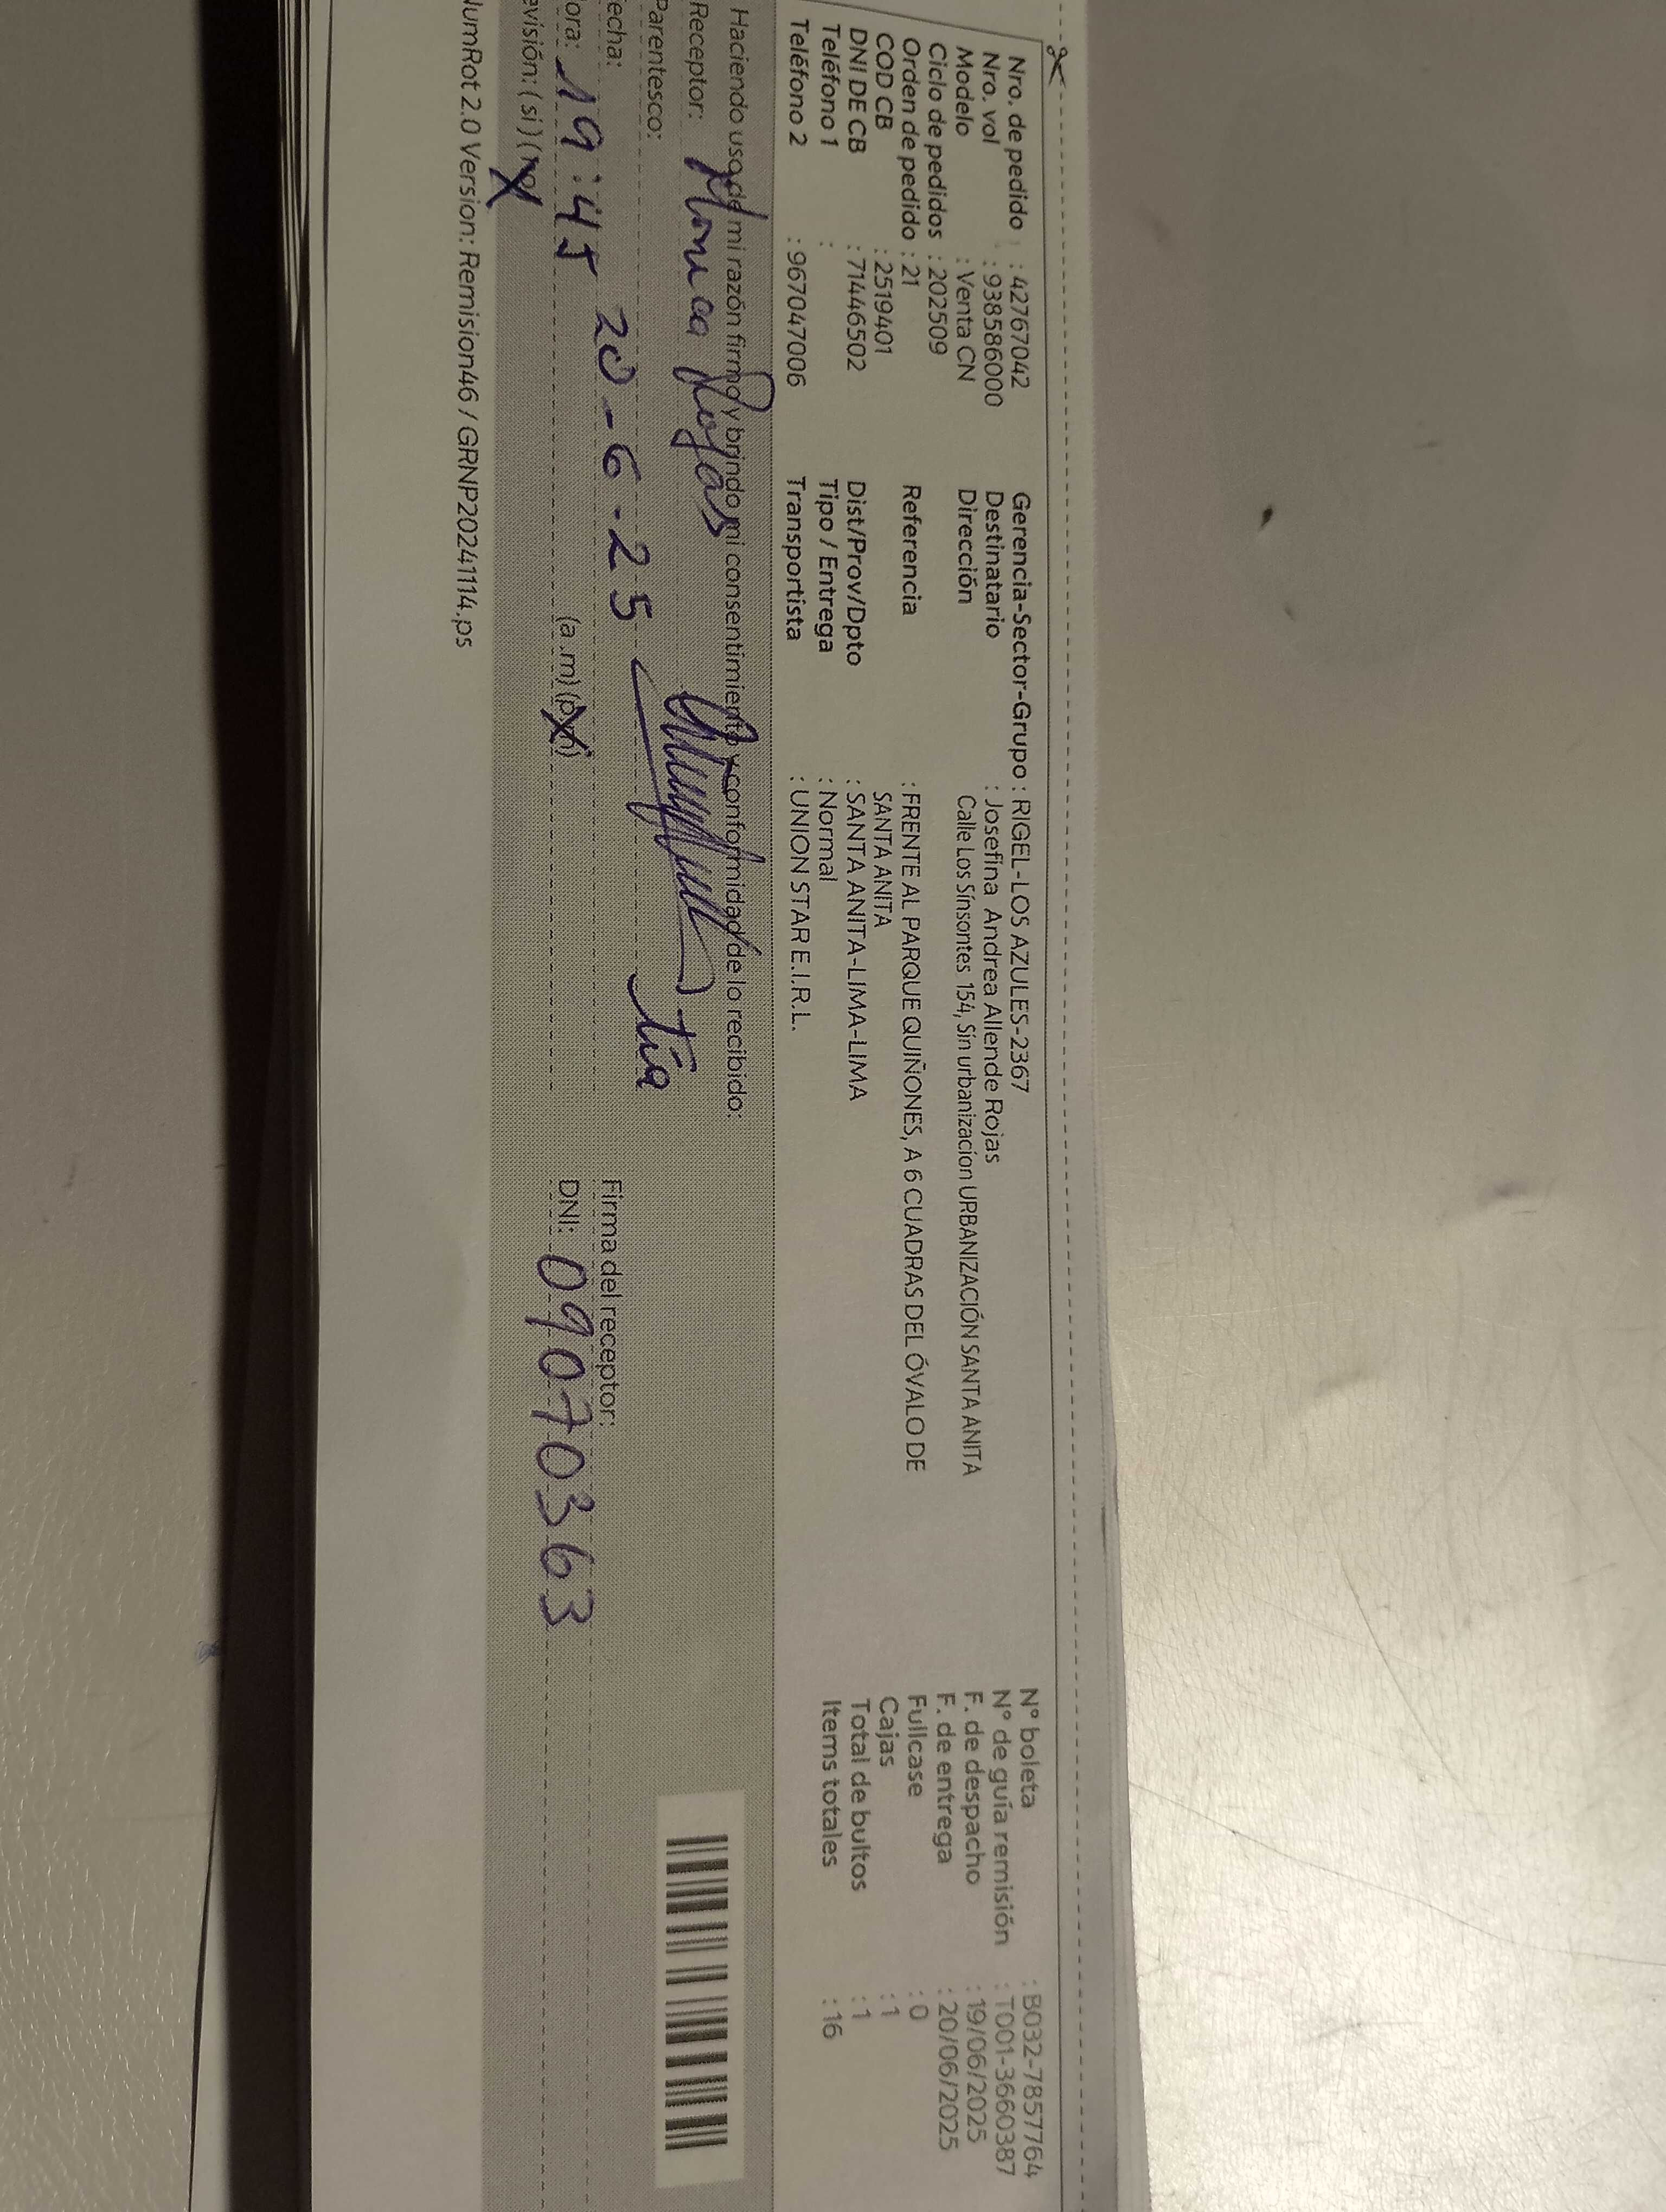 Nro. de pedido : 42767042
Nro. vol : 938586000
Modelo : Venta CN
Ciclo de pedidos : 202509
Orden de pedido : 21
COD CB : 2519401
DNI DE CB : 71446502
Teléfono 1 :
Teléfono 2 : 967047006
Gerencia-Sector-Grupo : RIGEL-LOS AZULES-2367
Destinatario : Josefina Andrea Allende Rojas
Dirección Calle Los Sinsontes 154, Sin urbanizacion URBANIZACIÓN SANTA ANITA
Referencia : FRENTE AL PARQUE QUIÑONES, A 6 CUADRAS DEL ÓVALO DE
SANTA ANITA
Dist/Prov/Dpto : SANTA ANITA-LIMA-LIMA
Tipo / Entrega : Normal
Transportista : UNION STAR E.I.R.L.
N° boleta : B032-7857764
N° de guía remisión : T001-3660387
F. de despacho : 19/06/2025
F. de entrega : 20/06/2025
Fullcase : 0
Cajas : 1
Total de bultos : 1
Items totales : 16
Haciendo uso de mi razón firmo y brindo mi consentimiento y conformidad de lo recibido:
Receptor: Monica Rojas
Parentesco: tía
echa: 20-6-25
Firma del receptor:
ora: 19:45 (a .m) (p.m)
DNI: 09070363
evisión: ( si ) ( no )
NumRot 2.0 Version: Remision46 / GRNP20241114.ps